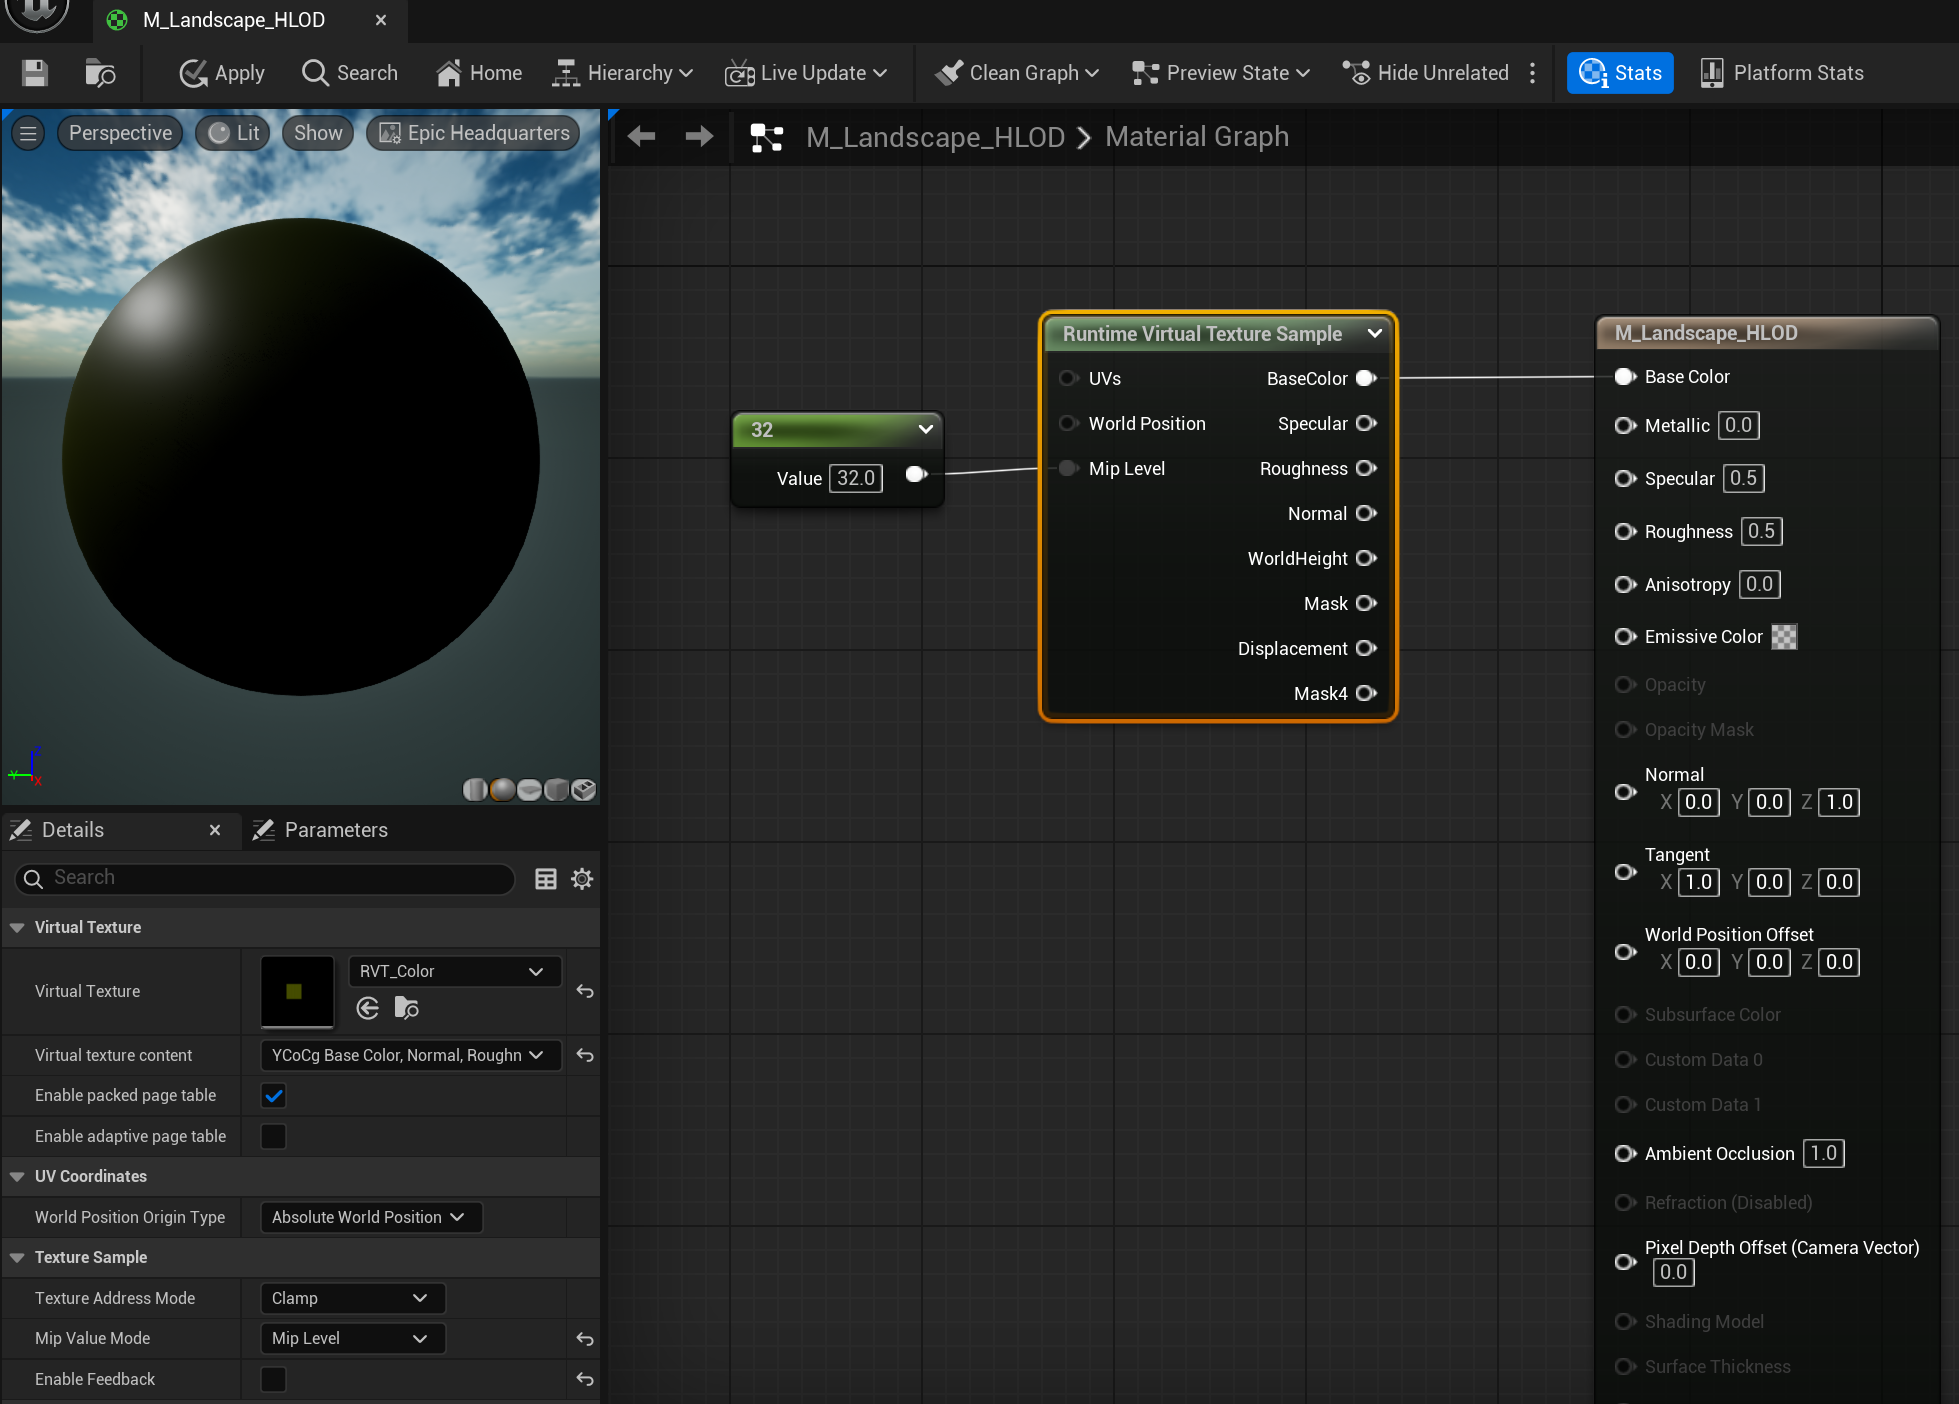 M_Landscape_HLOD
Apply
Search
Home
Hierarchy
Live Update
Clean Graph
Preview State
Hide Unrelated
Stats
Platform Stats
Perspective
Lit
Show
Epic Headquarters
M_Landscape_HLOD
Material Graph
32
Value 32.0
Runtime Virtual Texture Sample
UVs
BaseColor
World Position
Specular
Mip Level
Roughness
Normal
WorldHeight
Mask
Displacement
Mask4
M_Landscape_HLOD
Base Color
Metallic 0.0
Specular 0.5
Roughness 0.5
Anisotropy 0.0
Emissive Color
Opacity
Opacity Mask
Normal
X 0.0 Y 0.0 Z 1.0
Tangent
X 1.0 Y 0.0 Z 0.0
World Position Offset
X 0.0 Y 0.0 Z 0.0
Subsurface Color
Custom Data 0
Custom Data 1
Ambient Occlusion 1.0
Refraction (Disabled)
Pixel Depth Offset (Camera Vector)
0.0
Shading Model
Surface Thickness
Z
Y
X
Details
Parameters
Search
Virtual Texture
Virtual Texture
RVT_Color
Virtual texture content
YCoCg Base Color, Normal, Roughn
Enable packed page table
Enable adaptive page table
UV Coordinates
World Position Origin Type
Absolute World Position
Texture Sample
Texture Address Mode
Clamp
Mip Value Mode
Mip Level
Enable Feedback